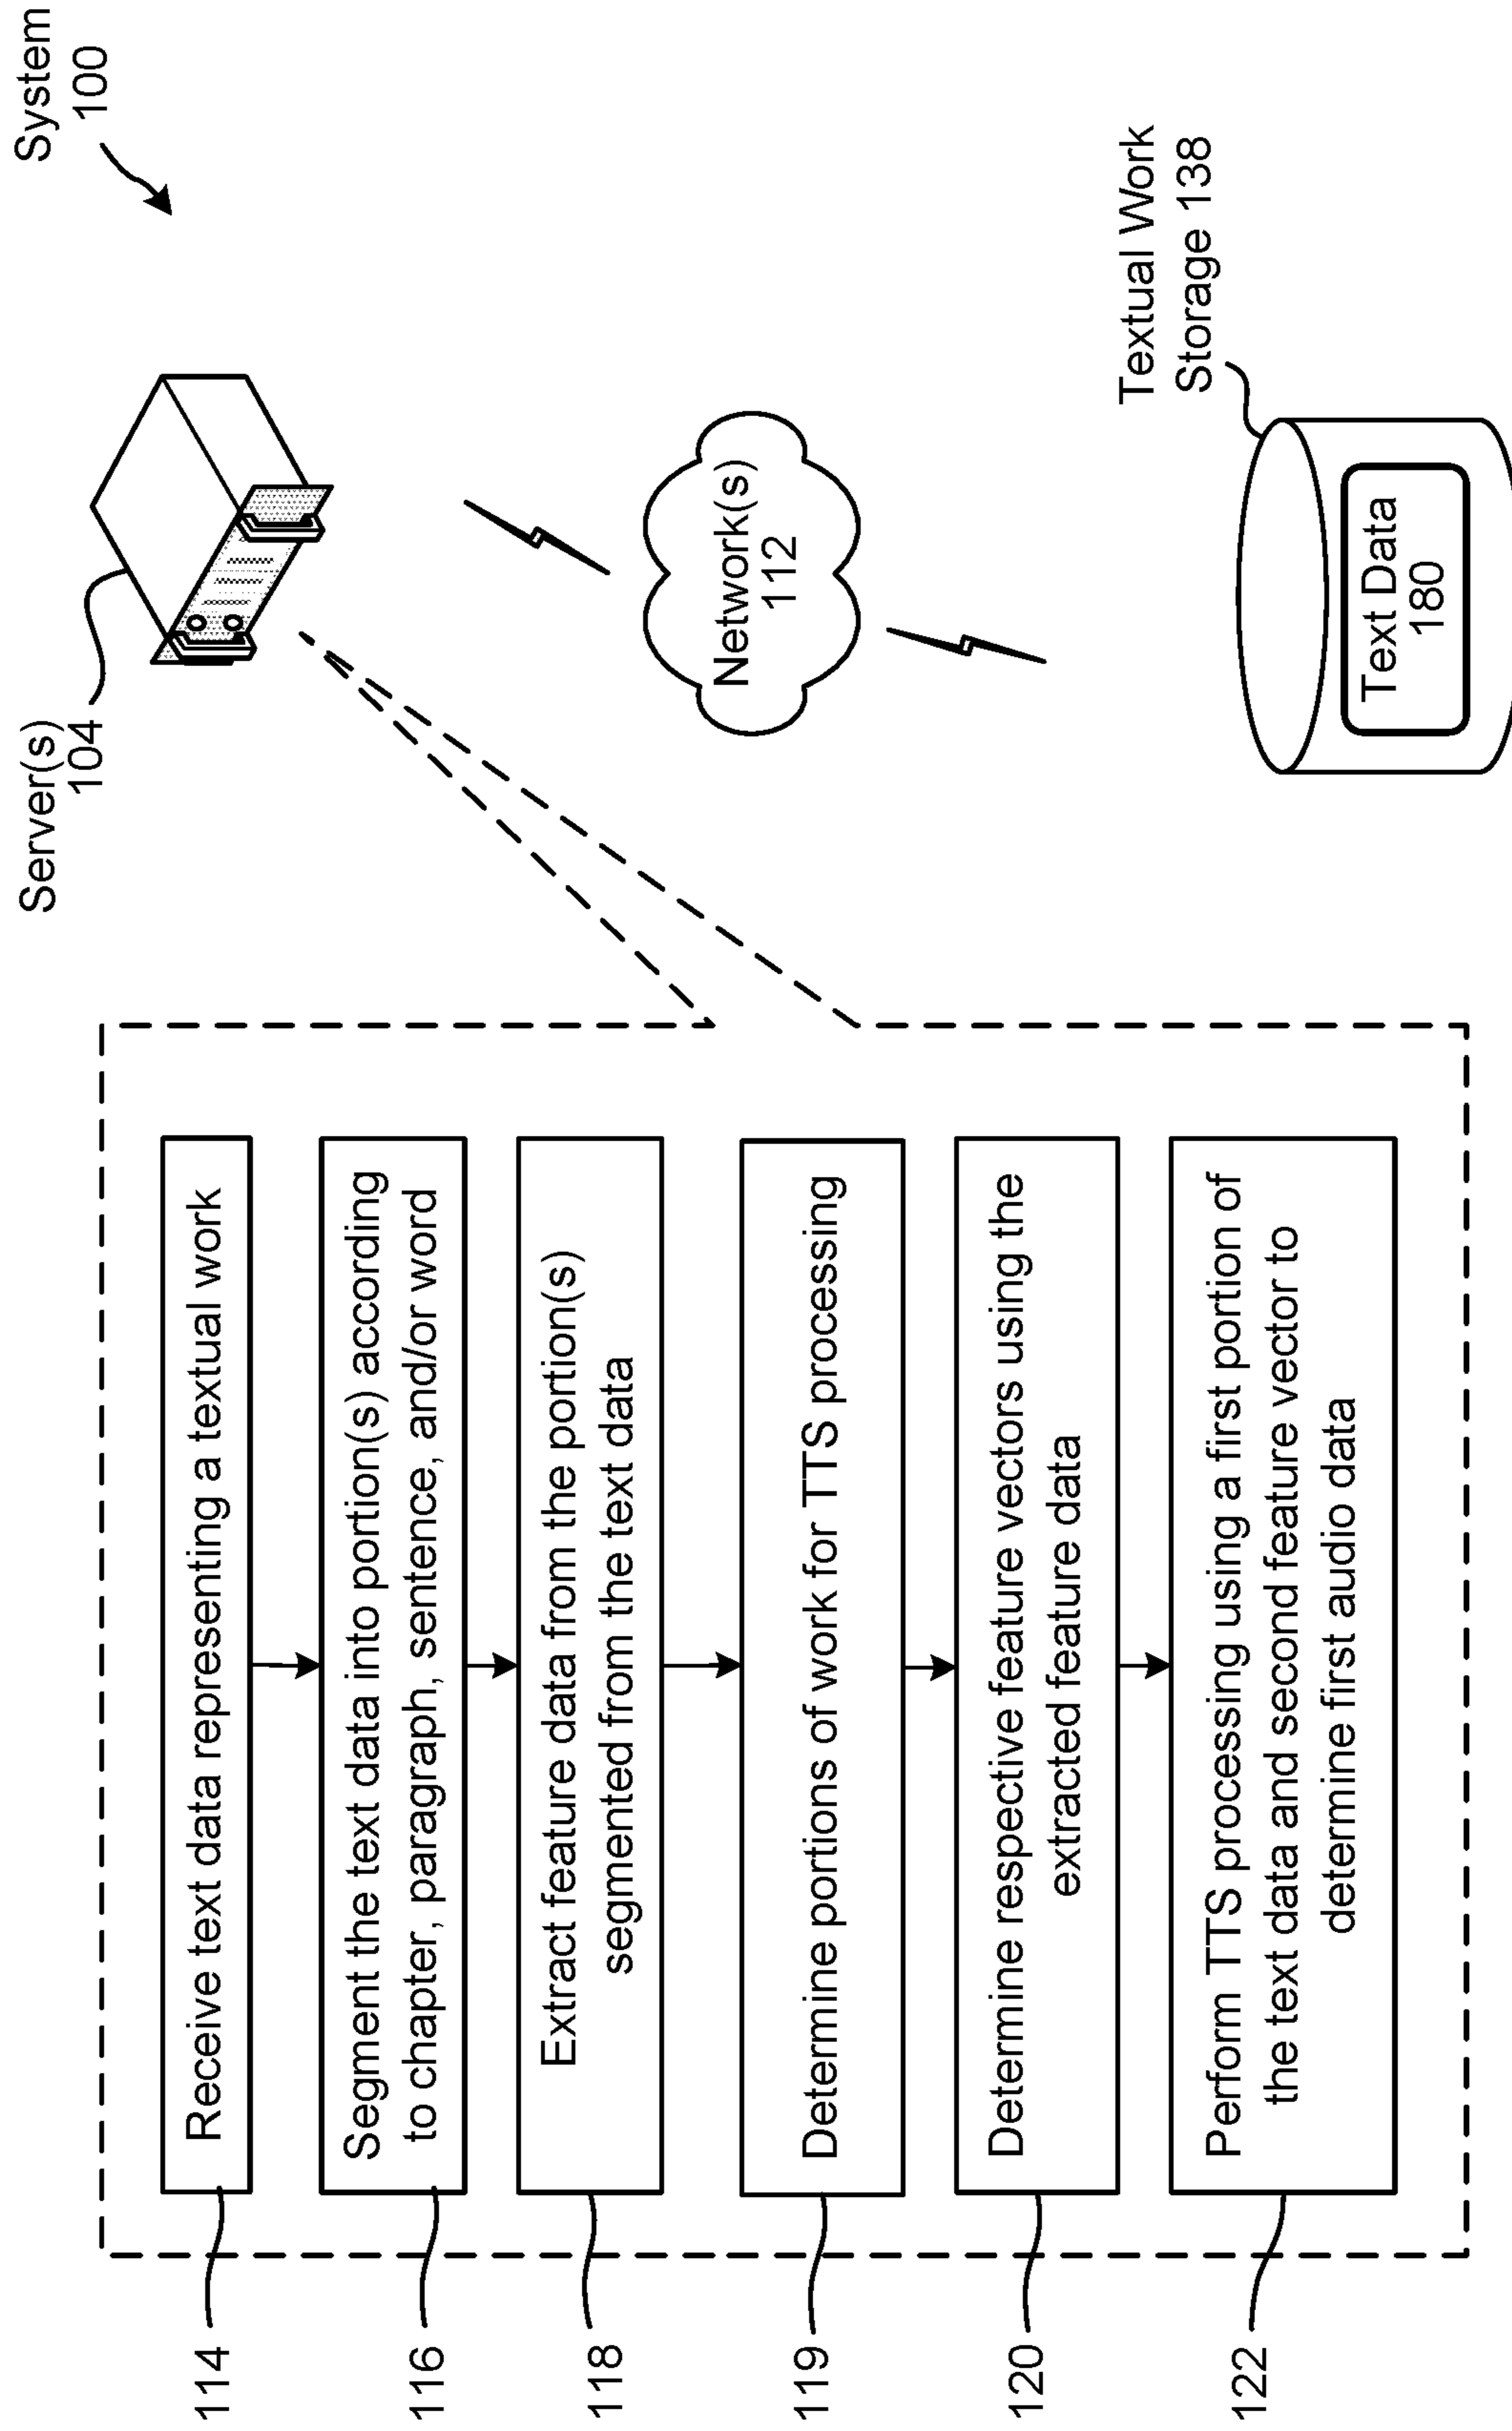 System
100
Server(s)
104
114
Receive text data representing a textual work
116
Segment the text data into portion(s) according
to chapter, paragraph, sentence, and/or word
118
Extract feature data from the portion(s)
segmented from the text data
119
Determine portions of work for TTS processing
120
Determine respective feature vectors using the
extracted feature data
122
Perform TTS processing using a first portion of
the text data and second feature vector to
determine first audio data
Network(s)
112
Textual Work
Storage 138
Text Data
180